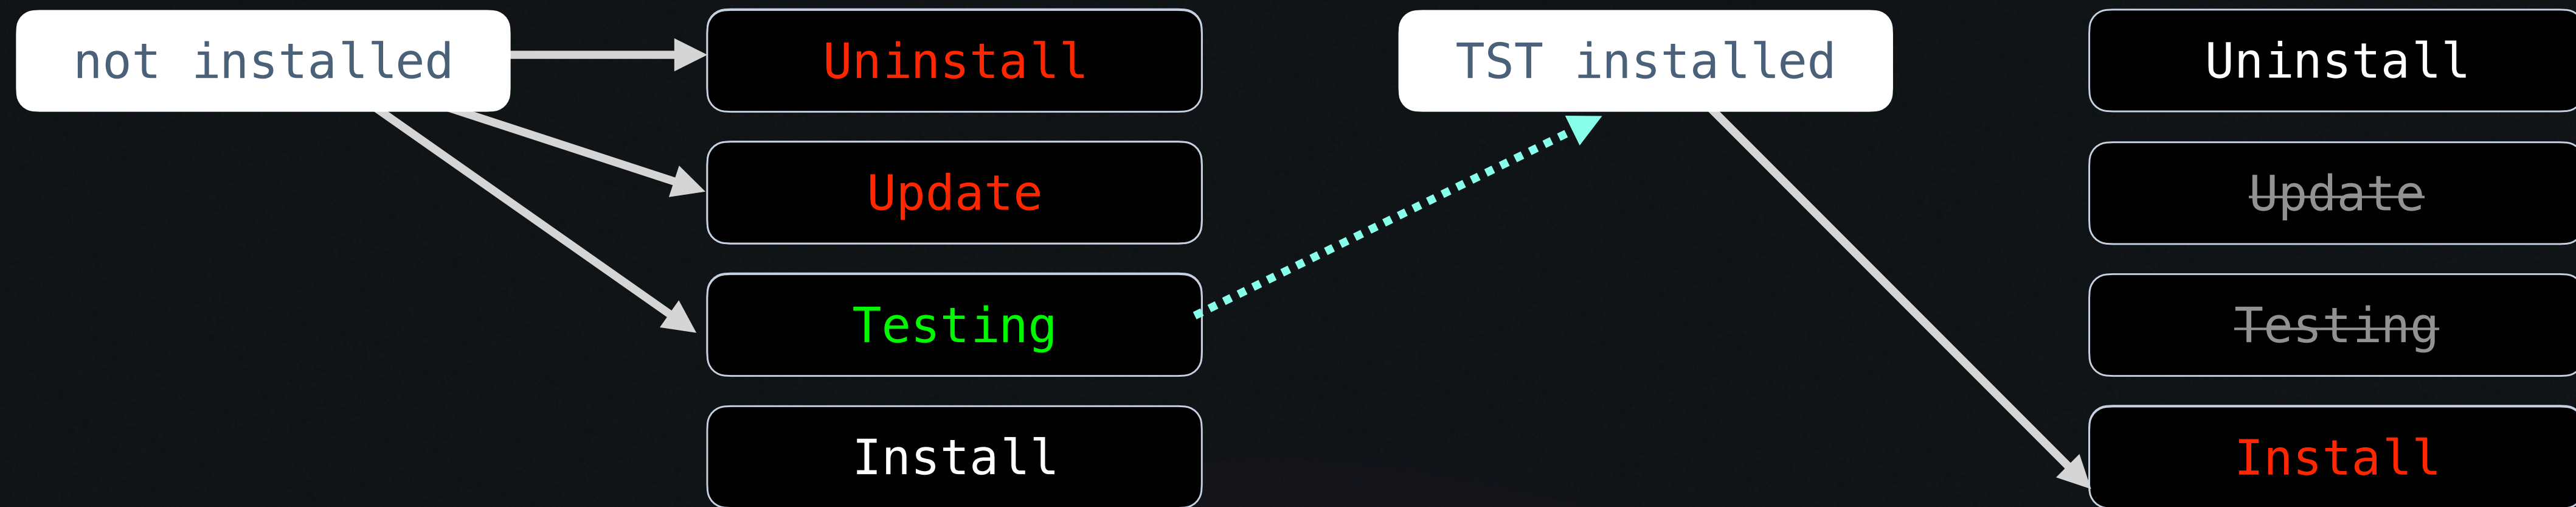 not installed
Uninstall
Update
Testing
Install
TST installed
Uninstall
Update
Testing
Install